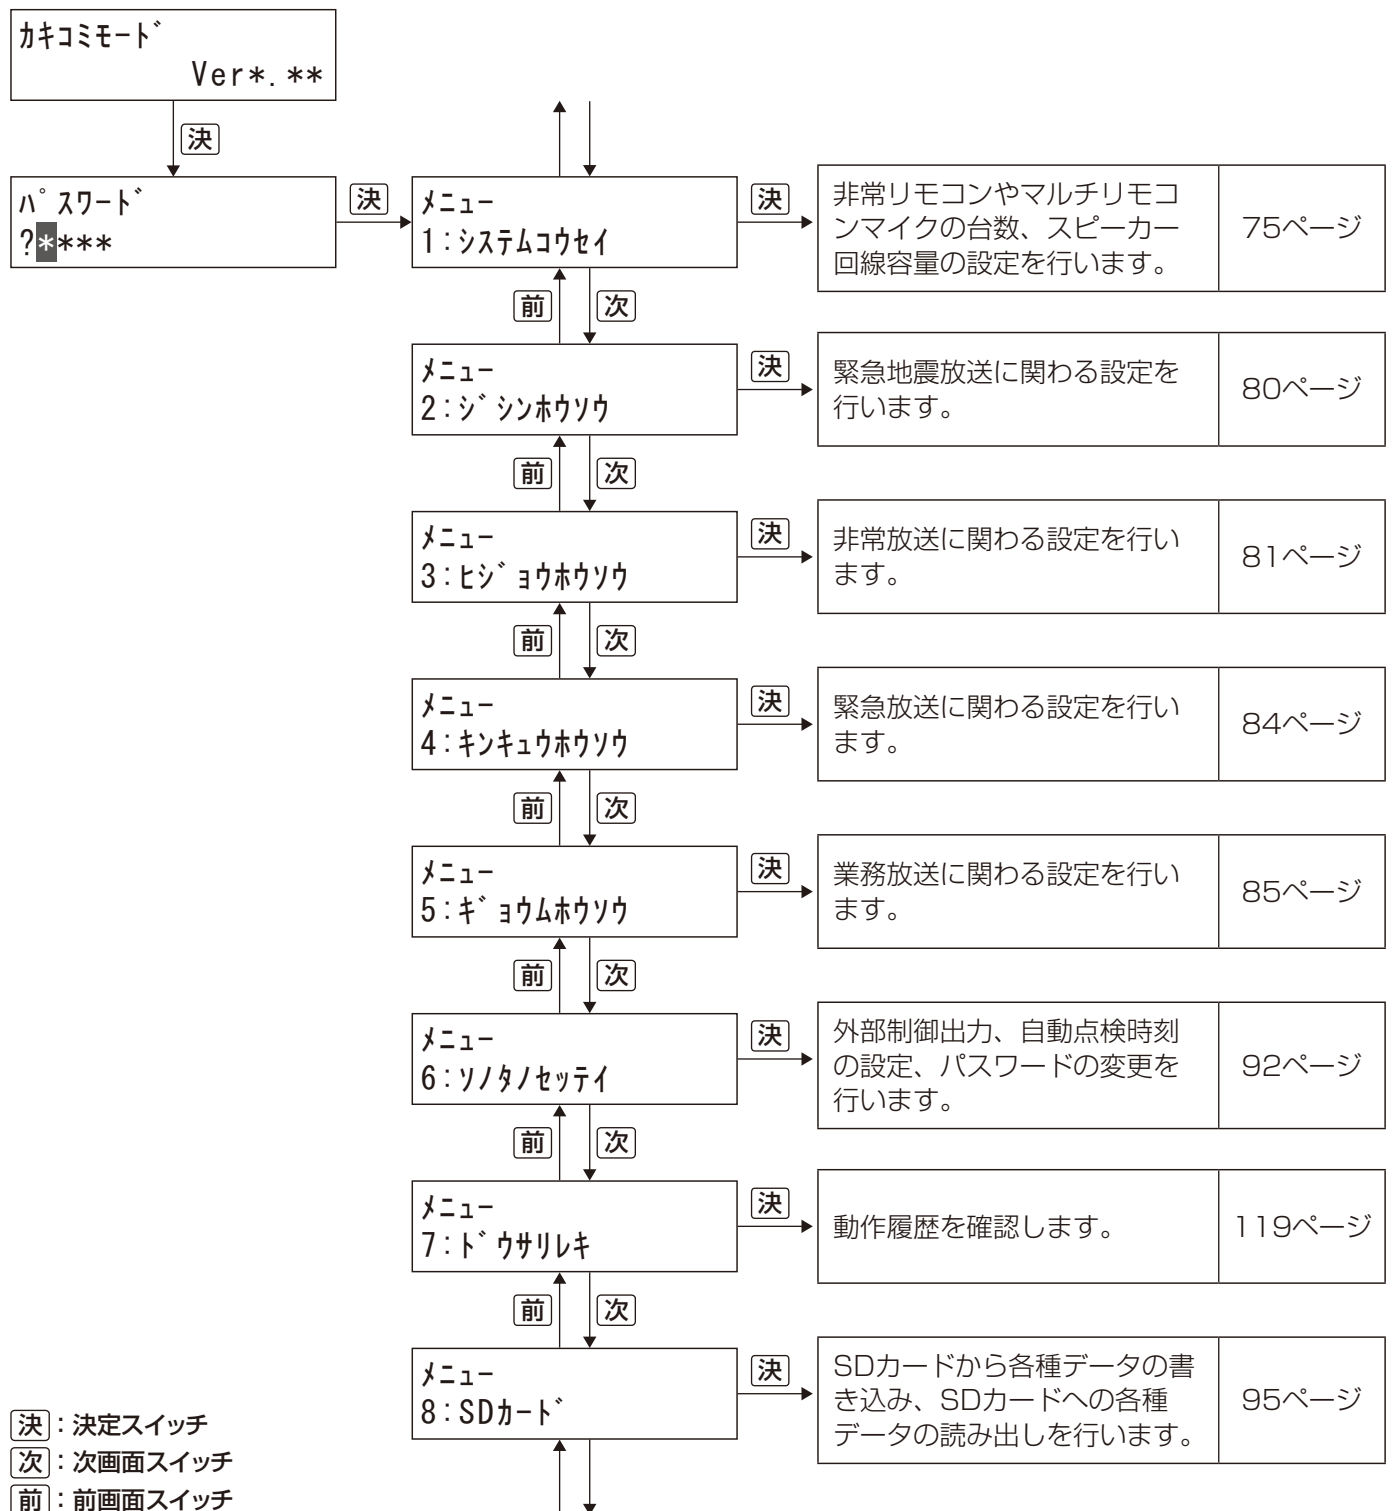 カキコミモード
Ver*.**
決
パスワード
?****
決
メニュー
1:システムコウセイ
決
非常リモコンやマルチリモコ
ンマイクの台数、スピーカー
回線容量の設定を行います。
75ページ
前 次
メニュー
2:ジシンホウソウ
決
緊急地震放送に関わる設定を
行います。
80ページ
前 次
メニュー
3:ヒジョウホウソウ
決
非常放送に関わる設定を行い
ます。
81ページ
前 次
メニュー
4:キンキュウホウソウ
決
緊急放送に関わる設定を行い
ます。
84ページ
前 次
メニュー
5:ギョウムホウソウ
決
業務放送に関わる設定を行い
ます。
85ページ
前 次
メニュー
6:ソノタノセッテイ
決
外部制御出力、自動点検時刻
の設定、パスワードの変更を
行います。
92ページ
前 次
メニュー
7:ドウサリレキ
決
動作履歴を確認します。
119ページ
前 次
メニュー
8:SDカード
決
SDカードから各種データの書
き込み、SDカードへの各種
データの読み出しを行います。
95ページ
決:決定スイッチ
次:次画面スイッチ
前:前画面スイッチ